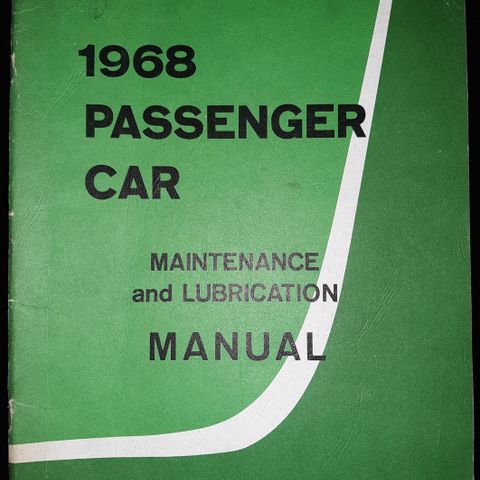 1968
PASSENGER
CAR
MAINTENANCE
and LUBRICATION
MANUAL